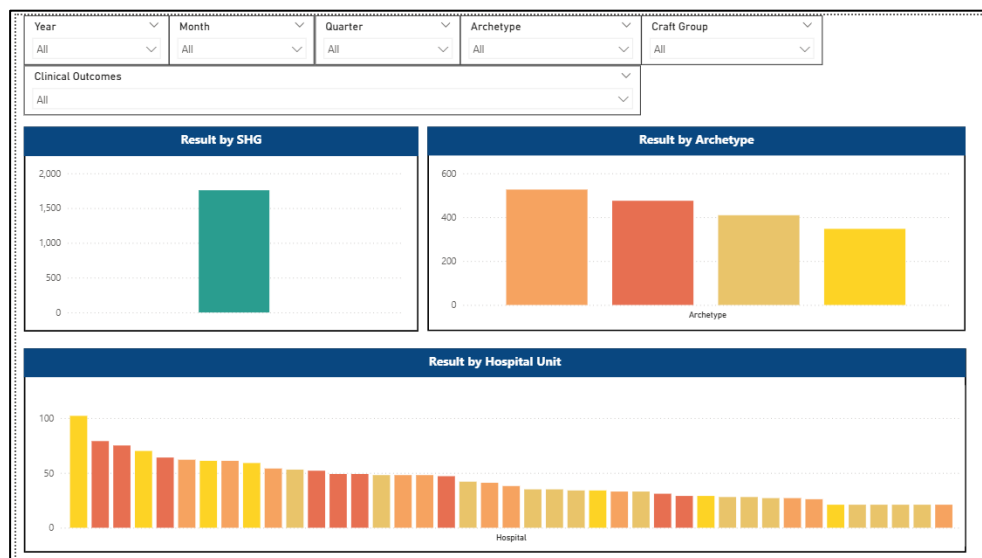 Year Month Quarter Archetype Craft Group
All All All All All
Clinical Outcomes
All
Result by SHG
2,000
1,500
1,000
500
0
Result by Archetype
600
400
200
0
Archetype
Result by Hospital Unit
100
50
0
Hospital